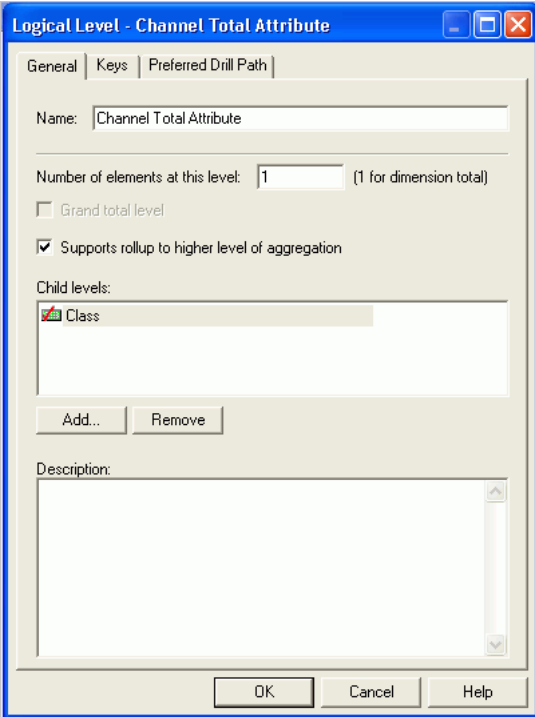 Logical Level - Channel Total Attribute
General Keys Preferred Drill Path
Name: Channel Total Attribute
Number of elements at this level: 1 (1 for dimension total)
Grand total level
Supports rollup to higher level of aggregation
Child levels:
Class
Add... Remove
Description:
OK Cancel Help